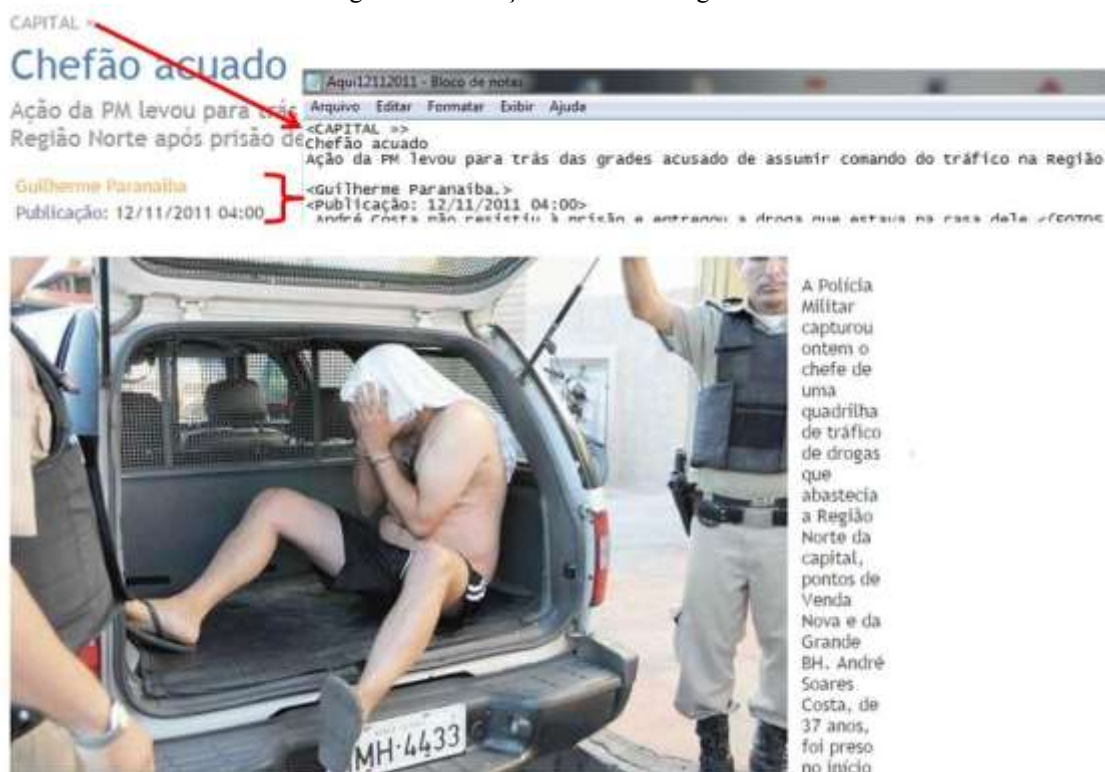 CAPITAL »
Chefão acuado
Ação da PM levou para trás
Região Norte após prisão de
Guilherme Paranaiba
Publicação: 12/11/2011 04:00
Aqui12112011 - Bloco de notas
Arquivo Editar Formatar Exibir Ajuda
<CAPITAL »>
Chefão acuado
Ação da PM levou para trás das grades acusado de assumir comando do tráfico na Região
<Guilherme Paranaiba.>
<Publicação: 12/11/2011 04:00>
André Costa não resistiu à prisão e entregou a droga que estava na casa dele <(FOTOS
MH·4433
A Polícia
Militar
capturou
ontem o
chefe de
uma
quadrilha
de tráfico
de drogas
que
abastecia
a Região
Norte da
capital,
pontos de
Venda
Nova e da
Grande
BH. André
Soares
Costa, de
37 anos,
foi preso
no início